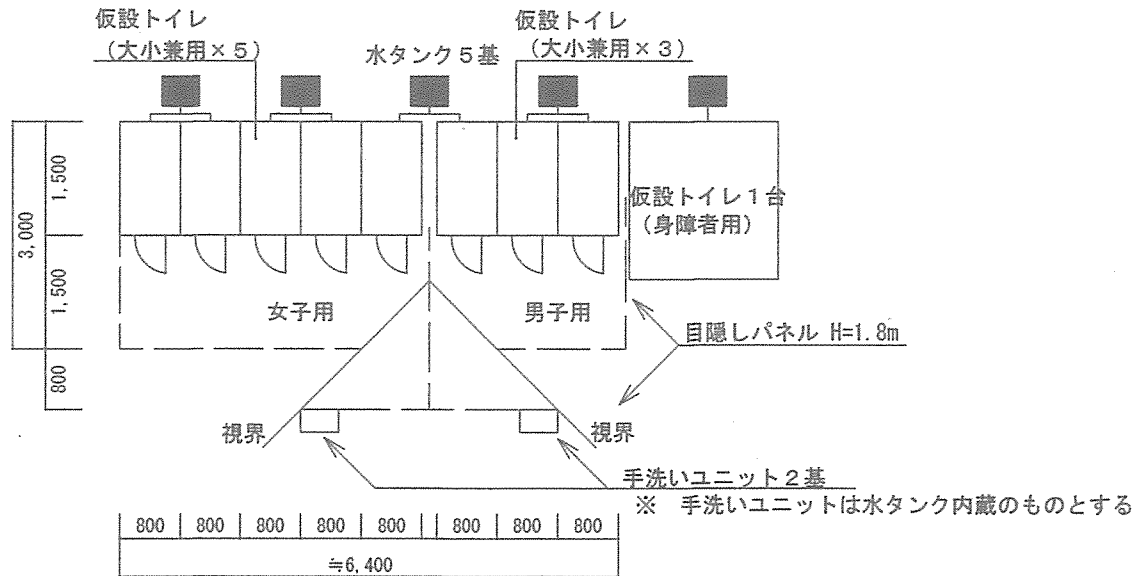 仮設トイレ
（大小兼用×５）
水タンク５基
仮設トイレ
（大小兼用×３）
3,000
1,500
1,500
800
仮設トイレ１台
（身障者用）
女子用
男子用
目隠しパネル H=1.8m
視界
視界
手洗いユニット２基
※　手洗いユニットは水タンク内蔵のものとする
800 800 800 800 800 800 800 800
≒6,400